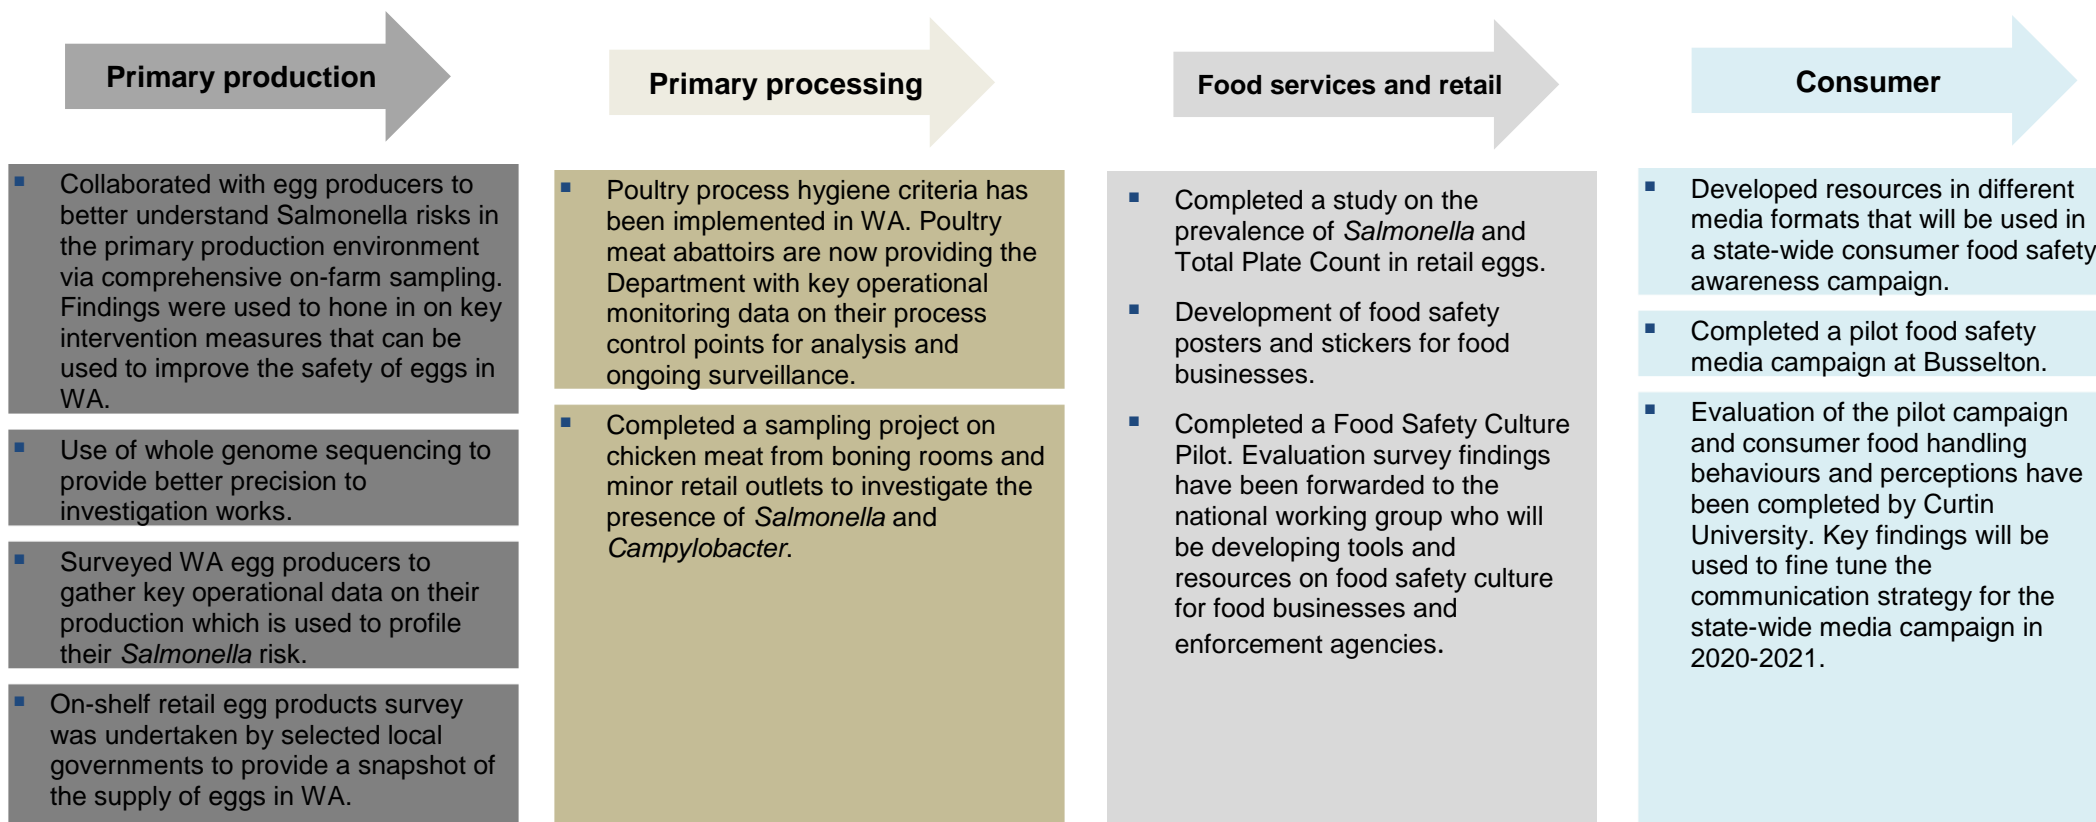 Primary production
▪ Collaborated with egg producers to
better understand Salmonella risks in
the primary production environment
via comprehensive on-farm sampling.
Findings were used to hone in on key
intervention measures that can be
used to improve the safety of eggs in
WA.
▪ Use of whole genome sequencing to
provide better precision to
investigation works.
▪ Surveyed WA egg producers to
gather key operational data on their
production which is used to profile
their Salmonella risk.
▪ On-shelf retail egg products survey
was undertaken by selected local
governments to provide a snapshot of
the supply of eggs in WA.
Primary processing
▪ Poultry process hygiene criteria has
been implemented in WA. Poultry
meat abattoirs are now providing the
Department with key operational
monitoring data on their process
control points for analysis and
ongoing surveillance.
▪ Completed a sampling project on
chicken meat from boning rooms and
minor retail outlets to investigate the
presence of Salmonella and
Campylobacter.
Food services and retail
▪ Completed a study on the
prevalence of Salmonella and
Total Plate Count in retail eggs.
▪ Development of food safety
posters and stickers for food
businesses.
▪ Completed a Food Safety Culture
Pilot. Evaluation survey findings
have been forwarded to the
national working group who will
be developing tools and
resources on food safety culture
for food businesses and
enforcement agencies.
Consumer
▪ Developed resources in different
media formats that will be used in
a state-wide consumer food safety
awareness campaign.
▪ Completed a pilot food safety
media campaign at Busselton.
▪ Evaluation of the pilot campaign
and consumer food handling
behaviours and perceptions have
been completed by Curtin
University. Key findings will be
used to fine tune the
communication strategy for the
state-wide media campaign in
2020-2021.